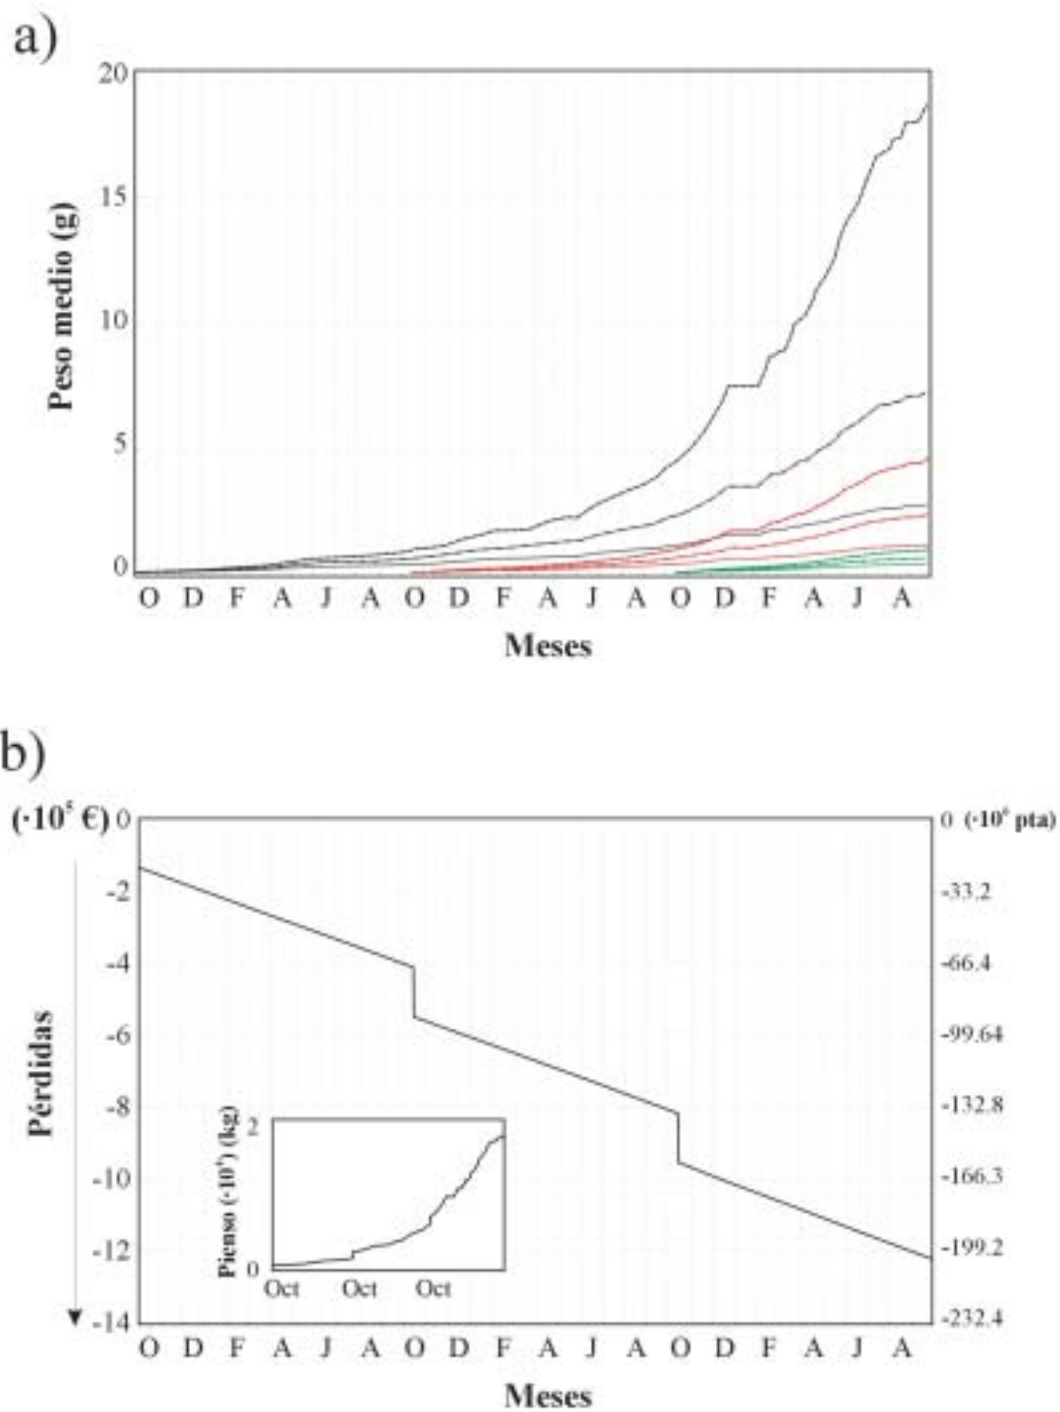 a)
20
15
10
5
0
Peso medio (g)
O D F A J A O D F A J A O D F A J A
Meses
b)
(·10⁵ €) 0
-2
-4
-6
-8
-10
-12
-14
Pérdidas
0 (·10⁶ pta)
-33.2
-66.4
-99.64
-132.8
-166.3
-199.2
-232.4
Pienso (·10⁴) (kg)
2
0
Oct Oct Oct
O D F A J A O D F A J A O D F A J A
Meses